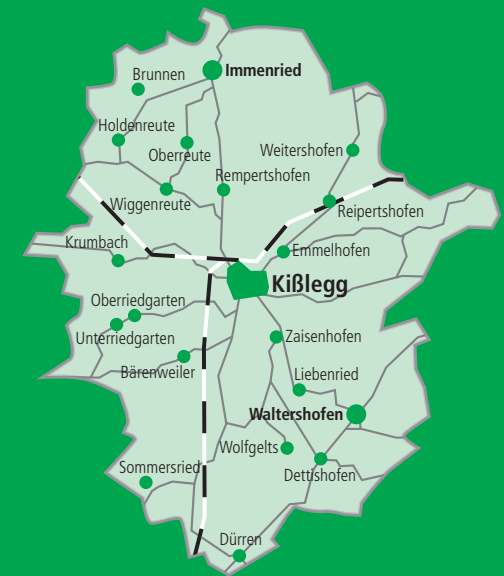 Immenried
Brunnen
Holdenreute
Oberreute
Weitershofen
Rempertshofen
Wiggenreute
Reipertshofen
Krumbach
Emmelhofen
Kißlegg
Oberriedgarten
Unterriedgarten
Zaisenhofen
Bärenweiler
Liebenried
Waltershofen
Wolfgelts
Sommersried
Dettishofen
Dürren